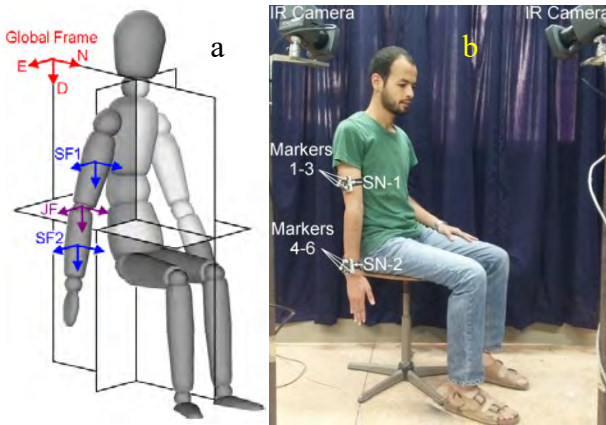 a
Global Frame
E
N
D
SF1
JF
SF2
IR Camera
IR Camera
b
Markers
1-3
SN-1
Markers
4-6
SN-2